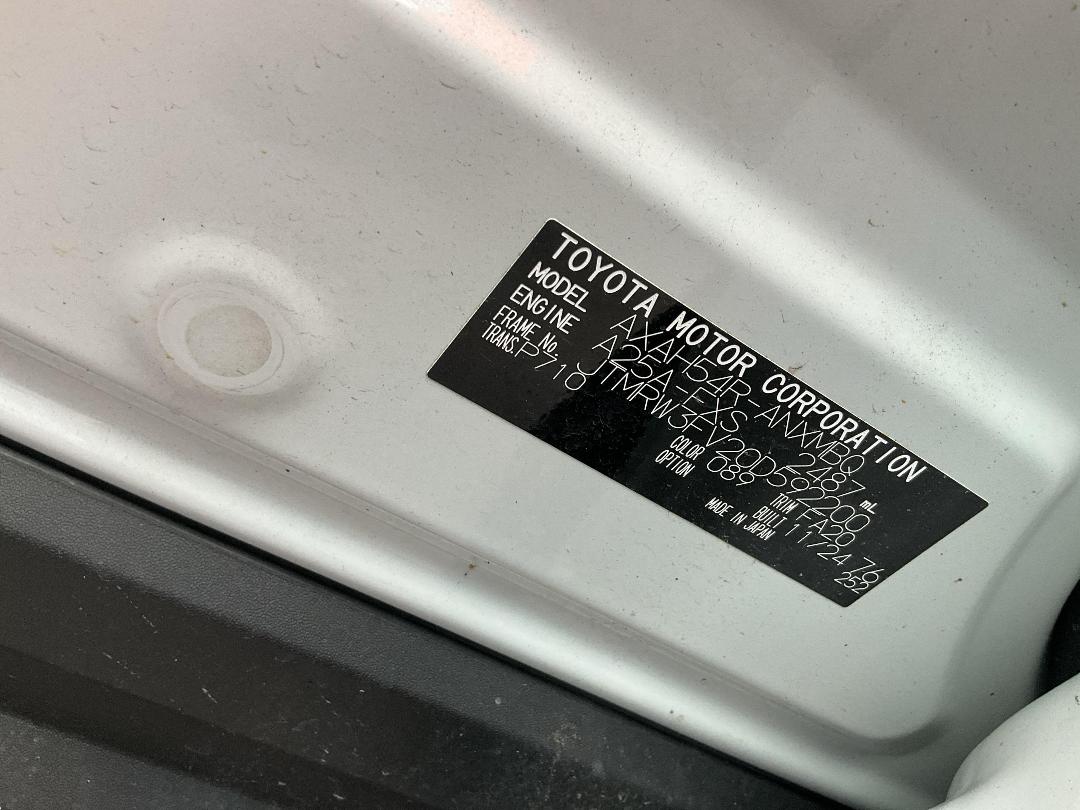 TOYOTA MOTOR CORPORATION
MODEL AXAH54R-ANXMBQ
ENGINE A25A-FXS 2487 mL
FRAME No. JTMRW3FV20D592200
TRANS. P710 COLOR 089 TRIM FA20
OPTION BUILT 11/24 76
MADE IN JAPAN 252